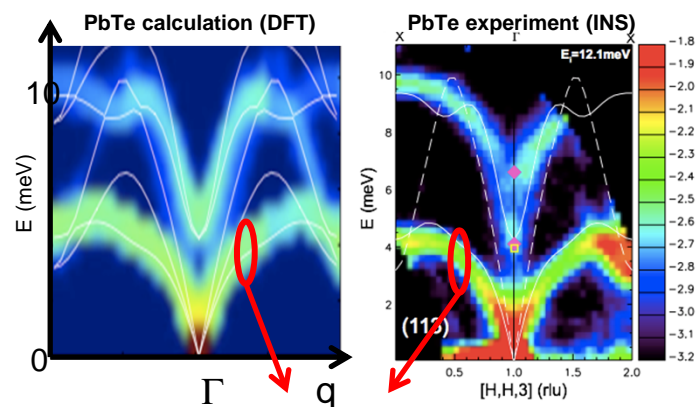 PbTe calculation (DFT)
PbTe experiment (INS)
X Γ X
Ei=12.1meV
10
0
E (meV)
Γ q
10
8
6
4
2
E (meV)
(113)
0.5 1.0 1.5 2.0
[H,H,3] (rlu)
-1.8
-1.9
-2.0
-2.1
-2.2
-2.3
-2.4
-2.5
-2.6
-2.7
-2.8
-2.9
-3.0
-3.1
-3.2